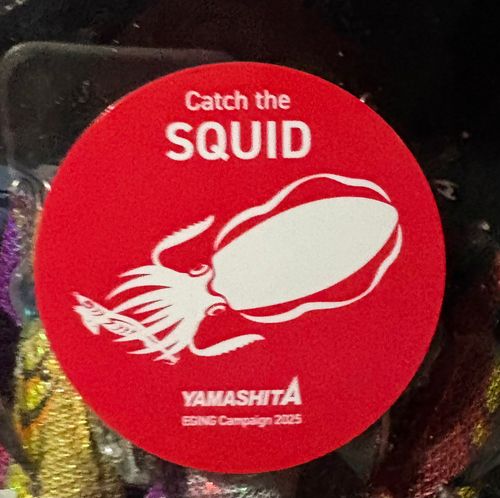 Catch the
SQUID
YAMASHITA
EGING Campaign 2025